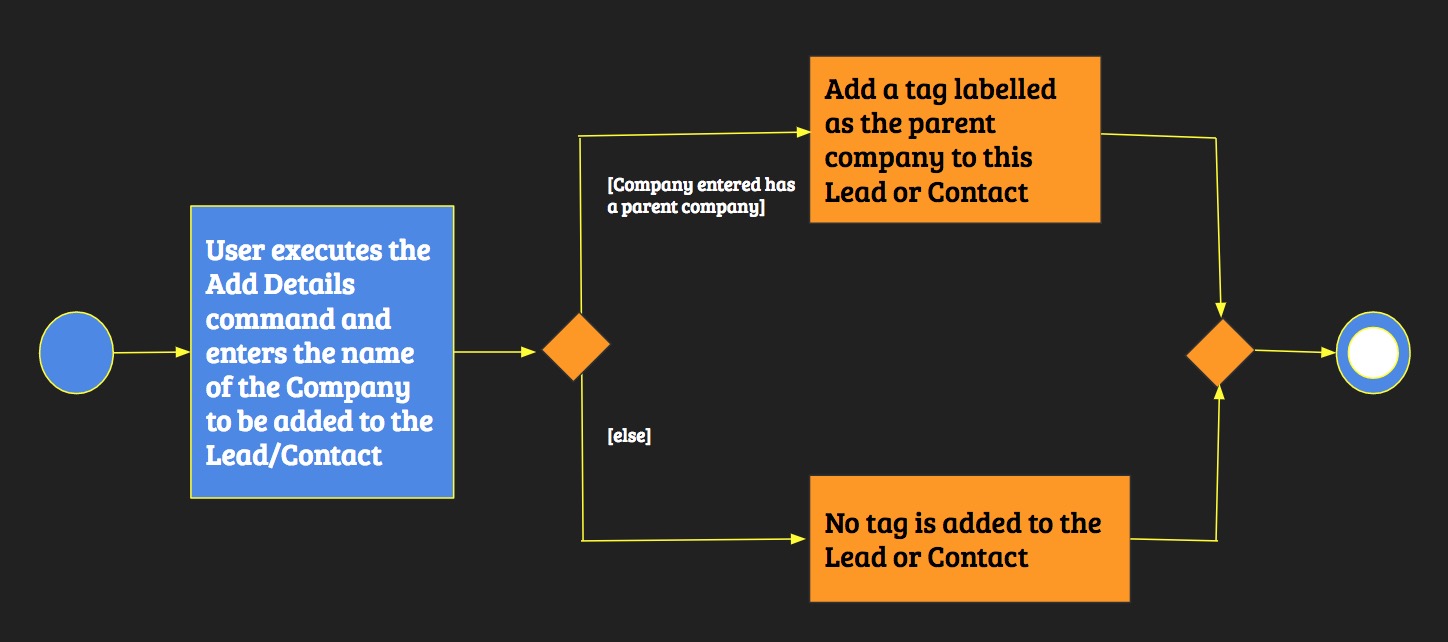 User executes the
Add Details
command and
enters the name
of the Company
to be added to the
Lead/Contact
[Company entered has
a parent company]
Add a tag labelled
as the parent
company to this
Lead or Contact
[else]
No tag is added to the
Lead or Contact